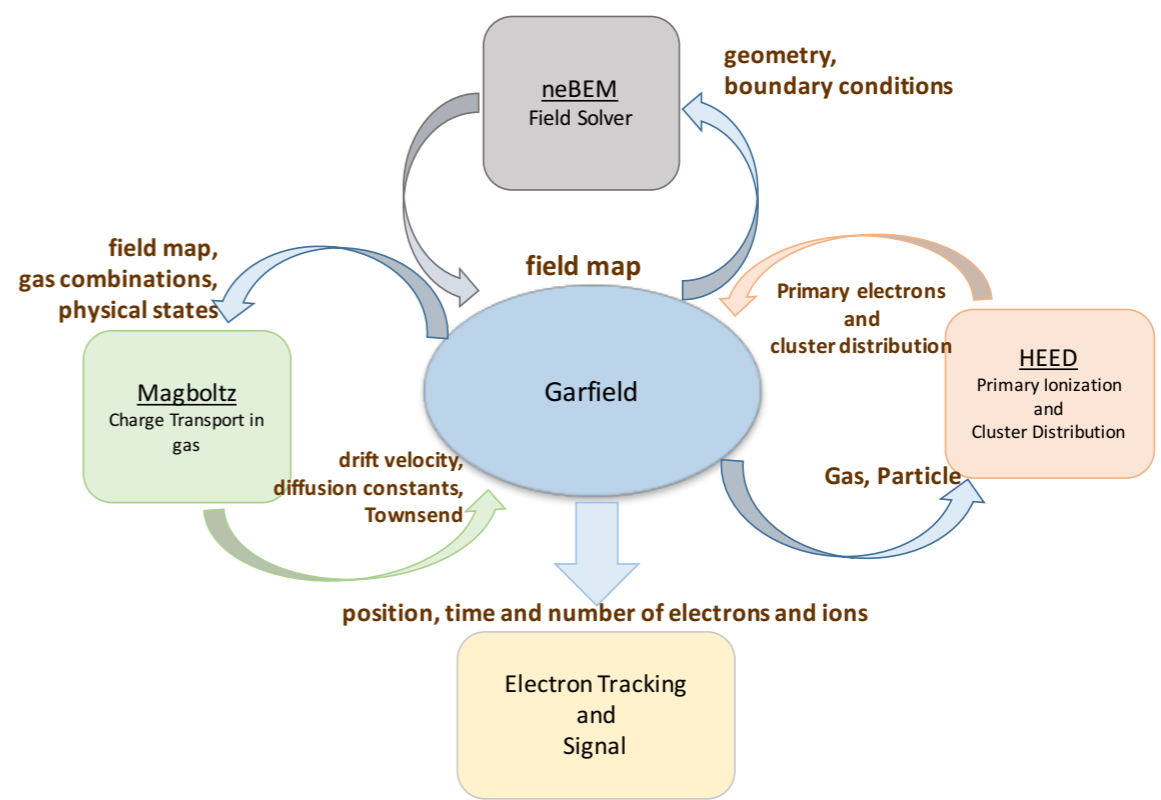 neBEM
Field Solver
geometry,
boundary conditions
field map,
gas combinations,
physical states
field map
Primary electrons
and
cluster distribution
HEED
Primary Ionization
and
Cluster Distribution
Magboltz
Charge Transport in
gas
Garfield
drift velocity,
diffusion constants,
Townsend
Gas, Particle
position, time and number of electrons and ions
Electron Tracking
and
Signal